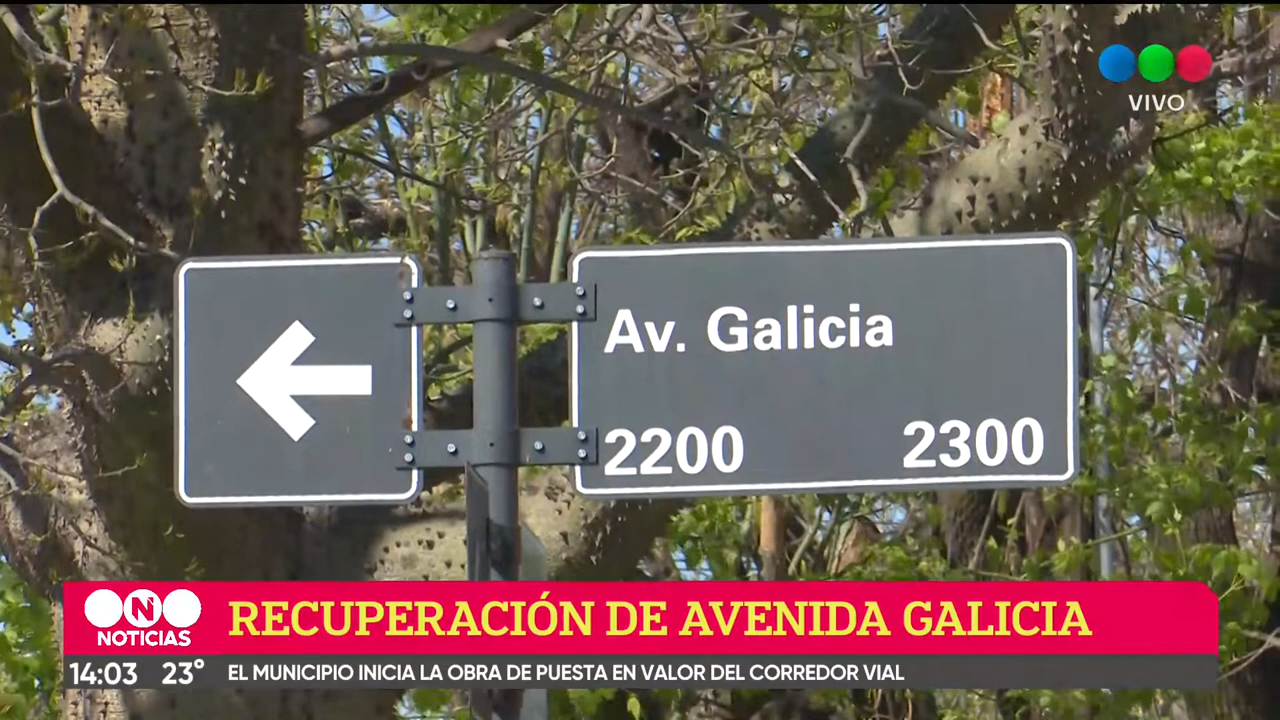 VIVO
Av. Galicia
2200 2300
N
NOTICIAS
RECUPERACIÓN DE AVENIDA GALICIA
14:03 23°
EL MUNICIPIO INICIA LA OBRA DE PUESTA EN VALOR DEL CORREDOR VIAL